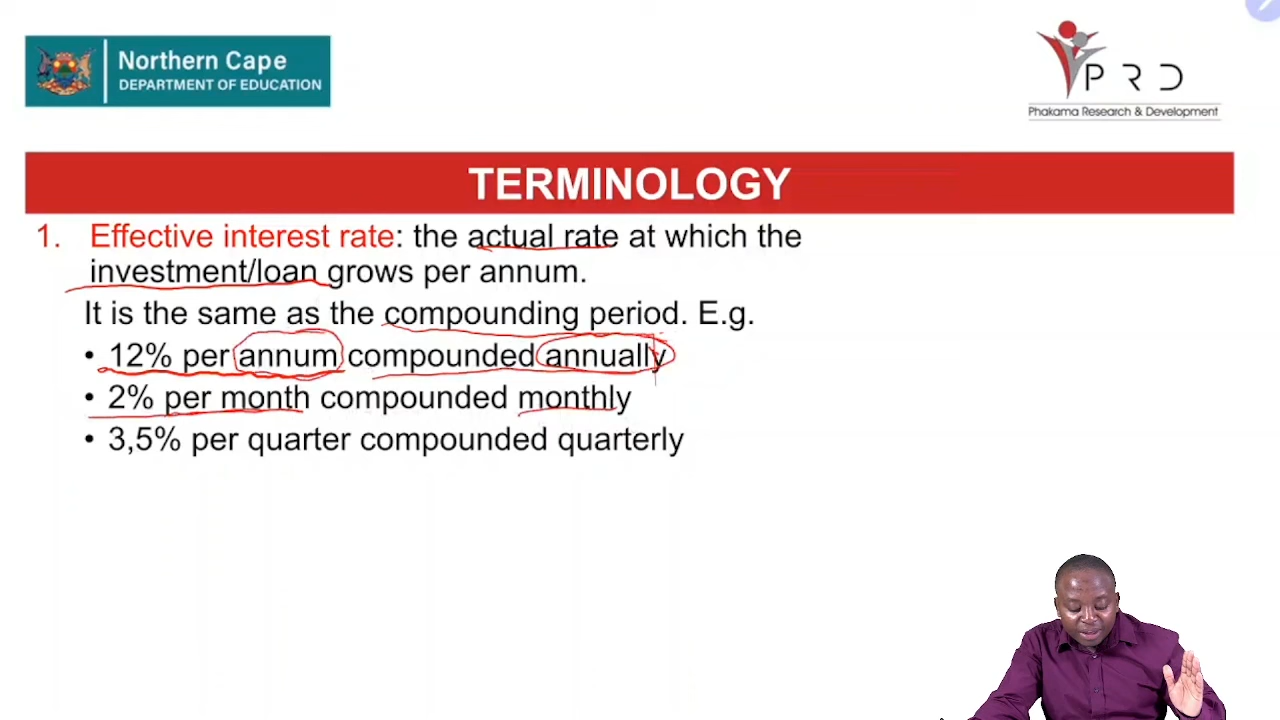 Northern Cape
DEPARTMENT OF EDUCATION
PRD
Phakama Research & Development
TERMINOLOGY
1. Effective interest rate: the actual rate at which the
investment/loan grows per annum.
It is the same as the compounding period. E.g.
• 12% per annum compounded annually
• 2% per month compounded monthly
• 3,5% per quarter compounded quarterly